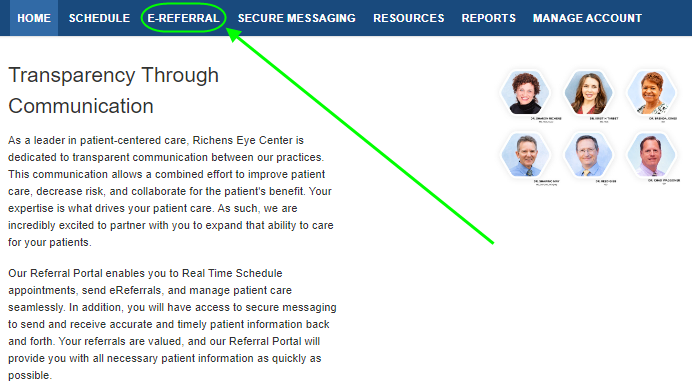 HOME SCHEDULE E-REFERRAL SECURE MESSAGING RESOURCES REPORTS MANAGE ACCOUNT
Transparency Through
Communication
As a leader in patient-centered care, Richens Eye Center is
dedicated to transparent communication between our practices.
This communication allows a combined effort to improve patient
care, decrease risk, and collaborate for the patient's benefit. Your
expertise is what drives your patient care. As such, we are
incredibly excited to partner with you to expand that ability to care
for your patients.
Our Referral Portal enables you to Real Time Schedule
appointments, send eReferrals, and manage patient care
seamlessly. In addition, you will have access to secure messaging
to send and receive accurate and timely patient information back
and forth. Your referrals are valued, and our Referral Portal will
provide you with all necessary patient information as quickly as
possible.
DR. SHARON RICHENS